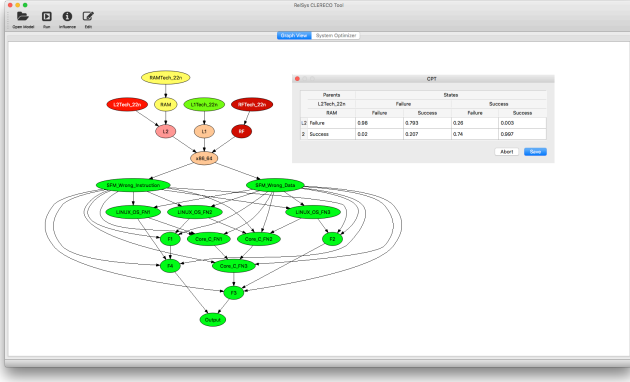 RelSys CLERECO Tool
Open Model Run Influence Edit
Graph View System Optimizer
RAMTech_22n
L2Tech_22n RAM L1Tech_22n RFTech_22n
L2 L1 RF
x86_64
SFM_Wrong_Instruction SFM_Wrong_Data
LINUX_OS_FN1 LINUX_OS_FN2 LINUX_OS_FN3
F1 Core_C_FN1 Core_C_FN2 F2
F4 Core_C_FN3
F3
Output
CPT
Parents States
L2Tech_22n Failure Success
RAM Failure Success Failure Success
L2 Failure 0.98 0.793 0.26 0.003
2 Success 0.02 0.207 0.74 0.997
Abort Save